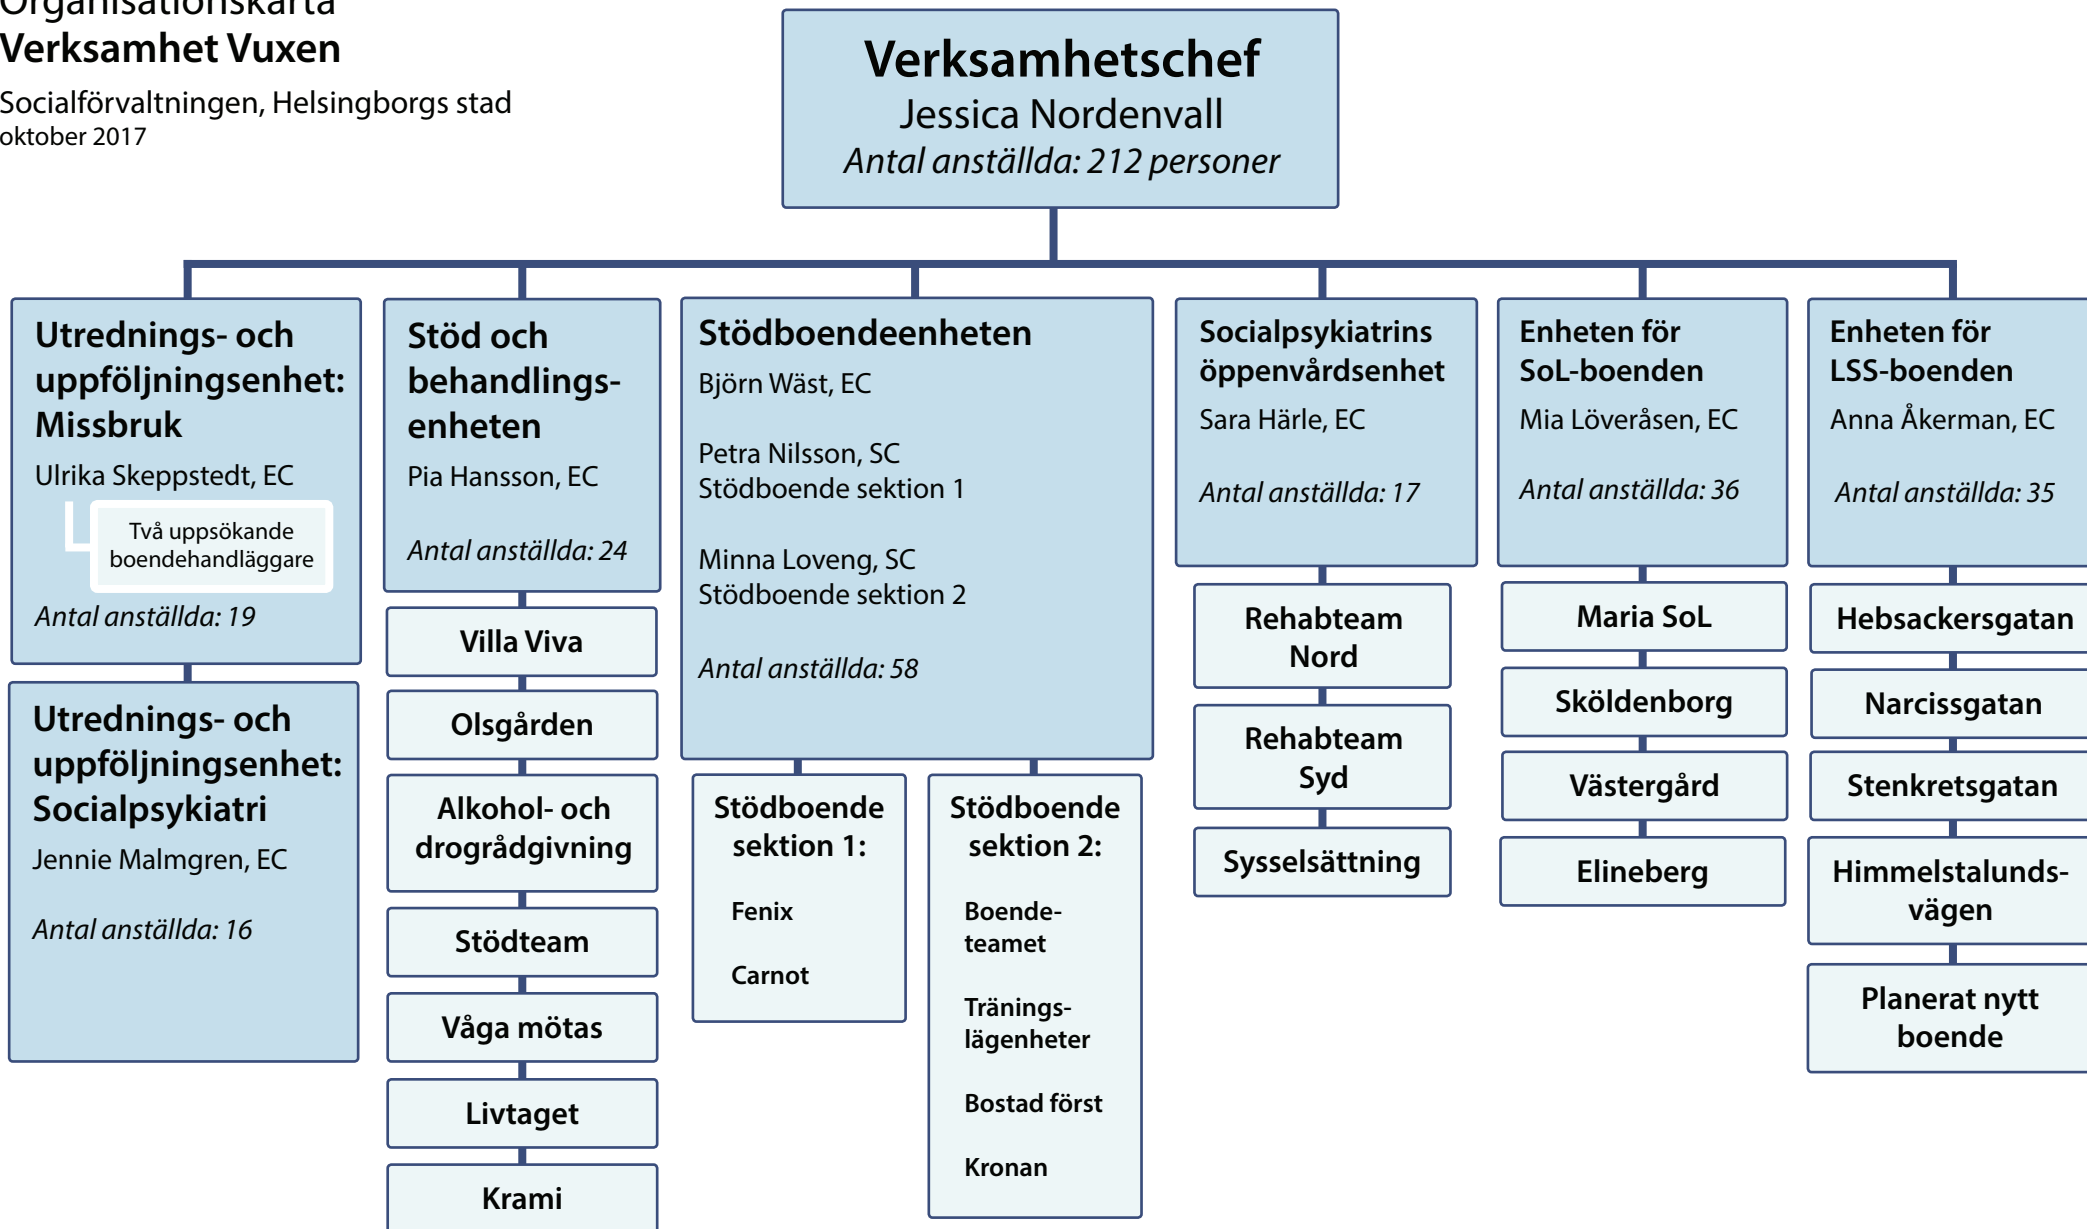 Organisationskarta
Verksamhet Vuxen
Socialförvaltningen, Helsingborgs stad
oktober 2017
Verksamhetschef
Jessica Nordenvall
Antal anställda: 212 personer
Utrednings- och
uppföljningsenhet:
Missbruk
Ulrika Skeppstedt, EC
Två uppsökande
boendehandläggare
Antal anställda: 19
Utrednings- och
uppföljningsenhet:
Socialpsykiatri
Jennie Malmgren, EC
Antal anställda: 16
Stöd och
behandlings-
enheten
Pia Hansson, EC
Antal anställda: 24
Villa Viva
Olsgården
Alkohol- och
drogrådgivning
Stödteam
Våga mötas
Livtaget
Krami
Stödboendeenheten
Björn Wäst, EC
Petra Nilsson, SC
Stödboende sektion 1
Minna Loveng, SC
Stödboende sektion 2
Antal anställda: 58
Stödboende
sektion 1:
Fenix
Carnot
Stödboende
sektion 2:
Boende-
teamet
Tränings-
lägenheter
Bostad först
Kronan
Socialpsykiatrins
öppenvårdsenhet
Sara Härle, EC
Antal anställda: 17
Rehabteam
Nord
Rehabteam
Syd
Sysselsättning
Enheten för
SoL-boenden
Mia Löveråsen, EC
Antal anställda: 36
Maria SoL
Sköldenborg
Västergård
Elineberg
Enheten för
LSS-boenden
Anna Åkerman, EC
Antal anställda: 35
Hebsackersgatan
Narcissgatan
Stenkretsgatan
Himmelstalunds-
vägen
Planerat nytt
boende